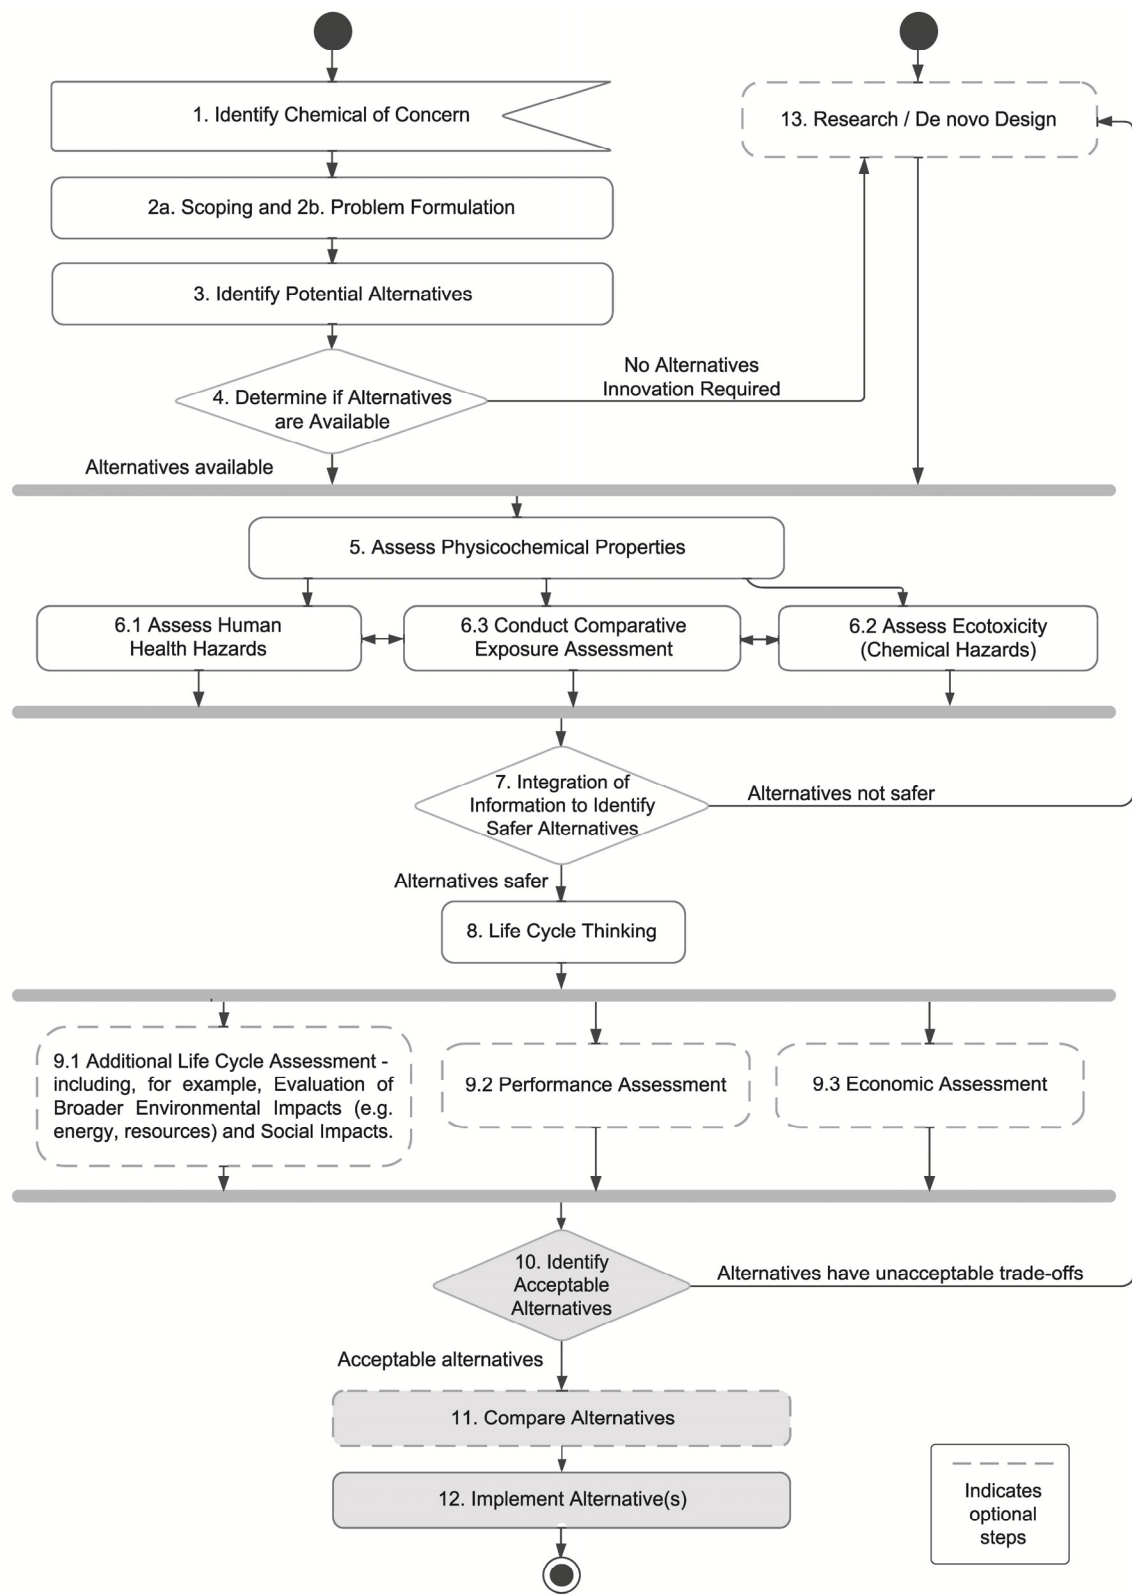 1. Identify Chemical of Concern
13. Research / De novo Design
2a. Scoping and 2b. Problem Formulation
3. Identify Potential Alternatives
No Alternatives
Innovation Required
4. Determine if Alternatives
are Available
Alternatives available
5. Assess Physicochemical Properties
6.1 Assess Human
Health Hazards
6.3 Conduct Comparative
Exposure Assessment
6.2 Assess Ecotoxicity
(Chemical Hazards)
7. Integration of
Information to Identify
Safer Alternatives
Alternatives not safer
Alternatives safer
8. Life Cycle Thinking
9.1 Additional Life Cycle Assessment -
including, for example, Evaluation of
Broader Environmental Impacts (e.g.
energy, resources) and Social Impacts.
9.2 Performance Assessment
9.3 Economic Assessment
10. Identify
Acceptable
Alternatives
Alternatives have unacceptable trade-offs
Acceptable alternatives
11. Compare Alternatives
12. Implement Alternative(s)
Indicates
optional
steps